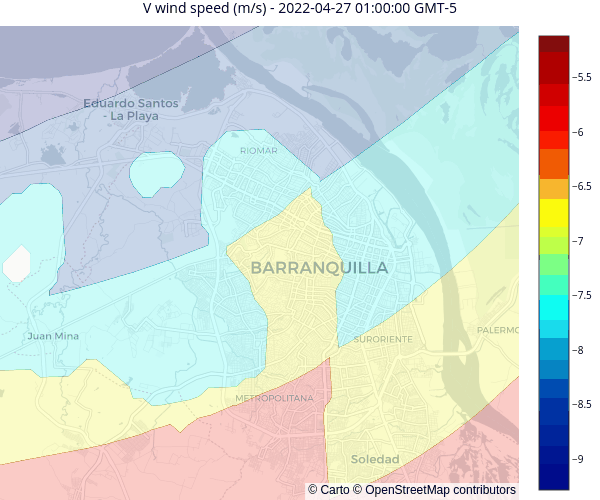 V wind speed (m/s) - 2022-04-27 01:00:00 GMT-5
Eduardo Santos
- La Playa
RIOMAR
BARRANQUILLA
Juan Mina
SURORIENTE
PALERMO
METROPOLITANA
Soledad
© Carto © OpenStreetMap contributors
−5.5
−6
−6.5
−7
−7.5
−8
−8.5
−9